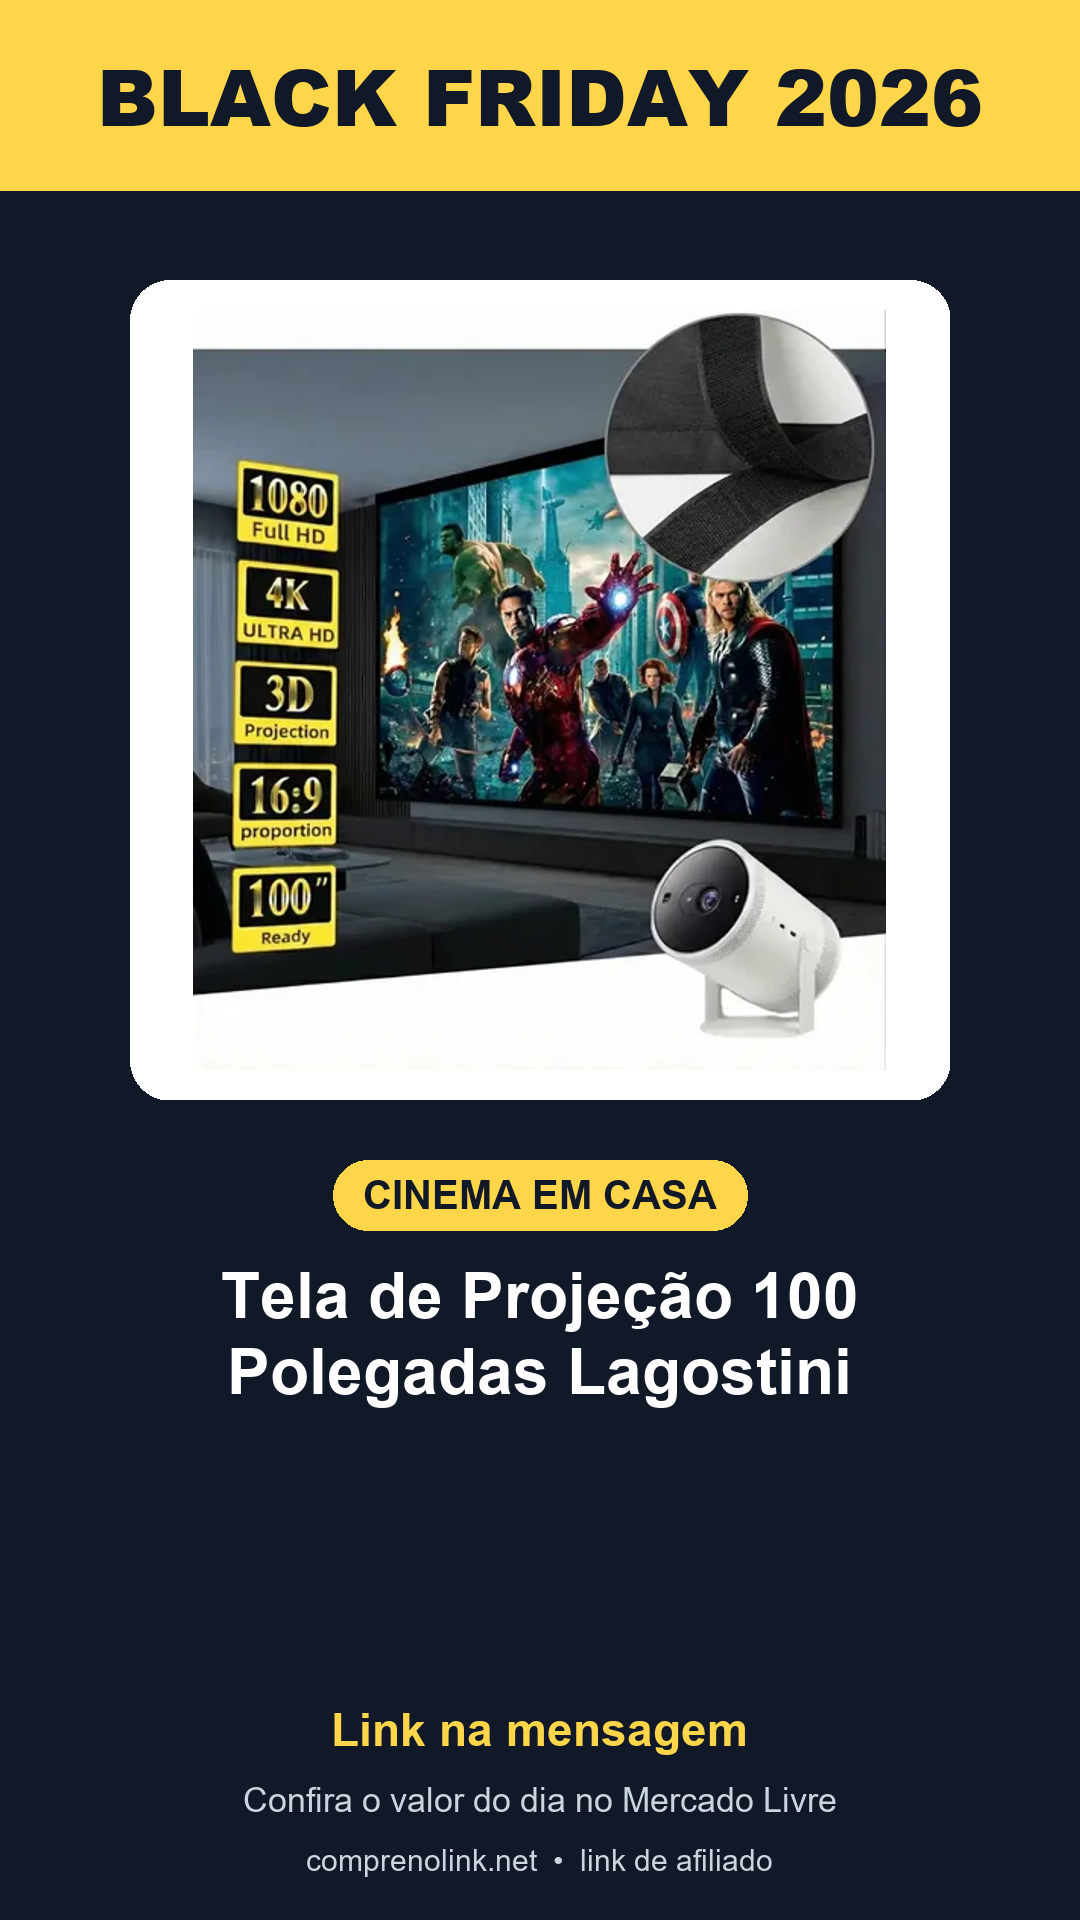 BLACK FRIDAY 2026
1080
Full HD
4K
ULTRA HD
3D
Projection
16:9
proportion
100”
Ready
CINEMA EM CASA
Tela de Projeção 100
Polegadas Lagostini
Link na mensagem
Confira o valor do dia no Mercado Livre
comprenolink.net • link de afiliado